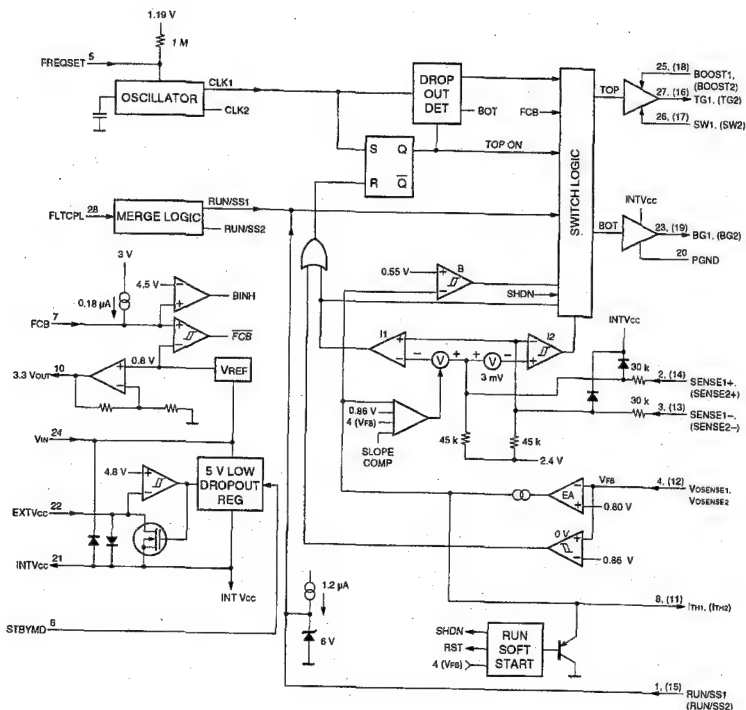 1.19 V
1 M
FREQSET 5
OSCILLATOR
CLK1
CLK2
DROP
OUT
DET
BOT
FCB
S Q
R Q̅
TOP ON
SWITCH LOGIC
TOP
25, (18) BOOST1,
(BOOST2)
27, (16) TG1, (TG2)
26, (17) SW1, (SW2)
INTVCC
BOT
23, (19) BG1, (BG2)
20
PGND
FLTCPL 28
MERGE LOGIC
RUN/SS1
RUN/SS2
3 V
0.18 µA
4.5V
BINH
FCB 7
F̅C̅B̅
0.8 V
VREF
3.3 VOUT 10
0.55 V
B
SHDN
I1
I2
V
V
3 mV
INTVCC
30 k
2, (14) SENSE1+,
(SENSE2+)
30 k
3, (13) SENSE1–,
(SENSE2–)
0.86 V
4 (VFB)
SLOPE
COMP
45 k
45 k
2.4 V
VIN 24
4.8V
5 V LOW
DROPOUT
REG
EXTVCC 22
INTVCC 21
INT VCC
STBYMD 6
VFB
4, (12) VOSENSE1,
VOSENSE2
EA
0.80 V
0V
0.86 V
8, (11) ITH1, (ITH2)
1.2 µA
6 V
SHDN
RST
4 (VFB)
RUN
SOFT
START
1, (15) RUN/SS1
(RUN/SS2)